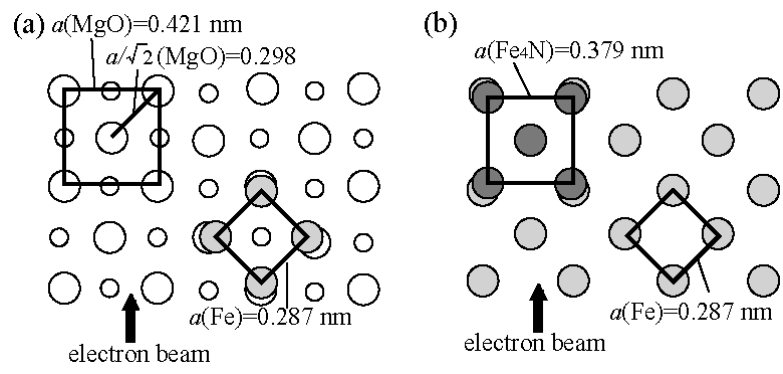 (a)
a(MgO)=0.421 nm
a/√2(MgO)=0.298
a(Fe)=0.287 nm
electron beam
(b)
a(Fe₄N)=0.379 nm
a(Fe)=0.287 nm
electron beam